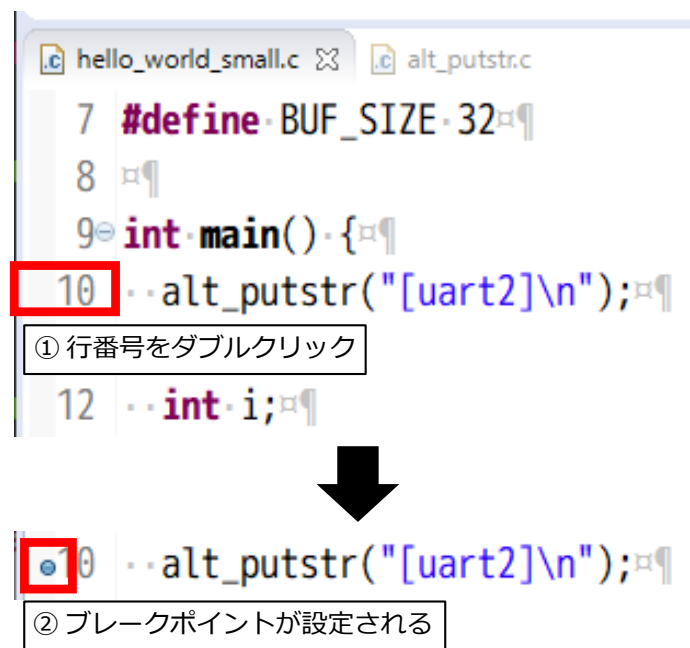 hello_world_small.c alt_putstr.c
7 #define·BUF_SIZE·32¤¶
8 ¤¶
9 int·main()·{¤¶
10 ··alt_putstr("[uart2]\n");¤¶
① 行番号をダブルクリック
12 ··int·i;¤¶
10 ··alt_putstr("[uart2]\n");¤¶
② ブレークポイントが設定される